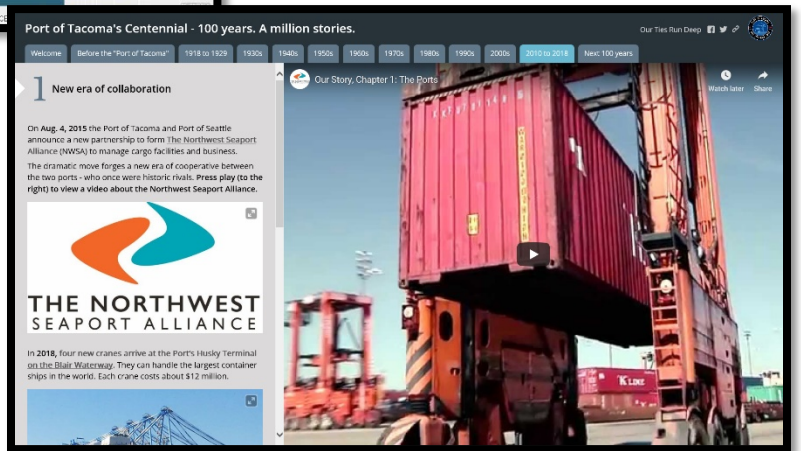 Port of Tacoma's Centennial - 100 years. A million stories.
Our Ties Run Deep
Welcome
Before the "Port of Tacoma"
1918 to 1929
1930s
1940s
1950s
1960s
1970s
1980s
1990s
2000s
2010 to 2018
Next 100 years
1 New era of collaboration
On Aug. 4, 2015 the Port of Tacoma and Port of Seattle
announce a new partnership to form The Northwest Seaport
Alliance (NWSA) to manage cargo facilities and business.
The dramatic move forges a new era of cooperative between
the two ports - who once were historic rivals. Press play (to the
right) to view a video about the Northwest Seaport Alliance.
THE NORTHWEST
SEAPORT ALLIANCE
In 2018, four new cranes arrive at the Port's Husky Terminal
on the Blair Waterway. They can handle the largest container
ships in the world. Each crane costs about $12 million.
Our Story, Chapter 1: The Ports
Watch later
Share
K LINE